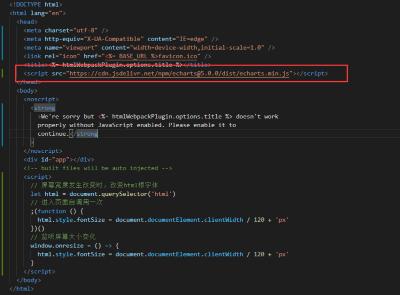 <!DOCTYPE html>
<html lang="en">
<head>
<meta charset="utf-8" />
<meta http-equiv="X-UA-Compatible" content="IE=edge" />
<meta name="viewport" content="width=device-width,initial-scale=1.0" />
<link rel="icon" href="<%= BASE_URL %>favicon.ico" />
<title><%= htmlWebpackPlugin.options.title %></title>
<script src="https://cdn.jsdelivr.net/npm/echarts@5.0.0/dist/echarts.min.js"></script>
</head>
<body>
<noscript>
<strong
>We're sorry but <%= htmlWebpackPlugin.options.title %> doesn't work
properly without JavaScript enabled. Please enable it to
continue.</strong
>
</noscript>
<div id="app"></div>
<!-- built files will be auto injected -->
<script>
// 屏幕宽度发生改变时，改变html根字体
let html = document.querySelector('html')
// 进入页面自调用一次
;(function () {
html.style.fontSize = document.documentElement.clientWidth / 120 + 'px'
})()
// 监听屏幕大小变化
window.onresize = () => {
html.style.fontSize = document.documentElement.clientWidth / 120 + 'px'
}
</script>
</body>
</html>